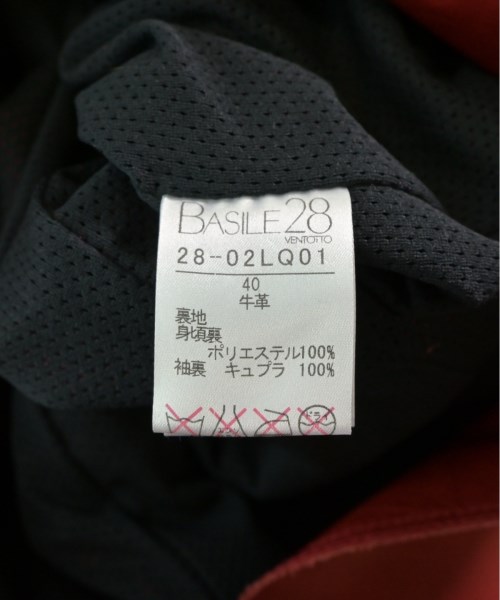 BASILE28
VENTOTTO
28-02LQ01
40
牛革
裏地
身頃裏
ポリエステル100%
袖裏 キュプラ 100%
ドライ